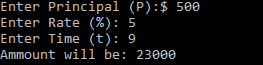 Enter Principal (P):$ 500
Enter Rate (%): 5
Enter Time (t): 9
Ammount will be: 23000